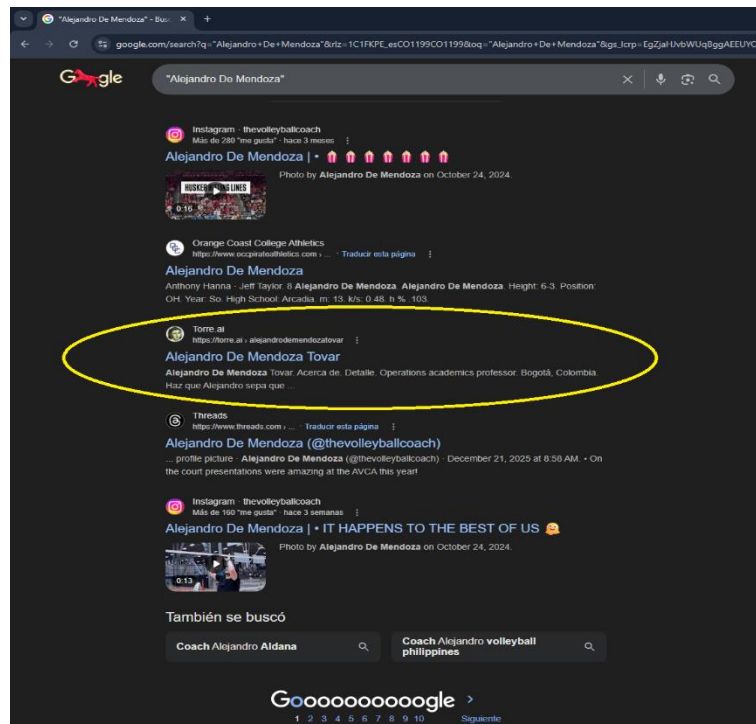 "Alejandro De Mendoza" - Bus
google.com/search?q="Alejandro+De+Mendoza"&rlz=1C1FKPE_esCO1199CO1199&oq="Alejandro+De+Mendoza"&gs_lcrp=
G gle
"Alejandro De Mendoza"
Instagram · thevolleyballcoach
Más de 280 "me gusta" · hace 3 meses
Alejandro De Mendoza | • 🍿 🍿 🍿 🍿 🍿 🍿 🍿
Photo by Alejandro De Mendoza on October 24, 2024.
HUSKER LINES
0:16
Orange Coast College Athletics
https://www.occpirateathletics.com › ... · Traducir esta página
Alejandro De Mendoza
Anthony Hanna · Jeff Taylor. 8 Alejandro De Mendoza. Alejandro De Mendoza. Height: 6-3. Position:
OH. Year: So. High School: Arcadia. m: 13. k/s: 0.48. h %. .103.
Torre.ai
https://torre.ai › alejandrodemendozatovar
Alejandro De Mendoza Tovar
Alejandro De Mendoza Tovar. Acerca de. Detalle. Operations academics professor. Bogotá, Colombia.
Haz que Alejandro sepa que ...
Threads
https://www.threads.com › ... · Traducir esta página
Alejandro De Mendoza (@thevolleyballcoach)
... profile picture · Alejandro De Mendoza (@thevolleyballcoach) · December 21, 2025 at 8:58 AM. • On
the court presentations were amazing at the AVCA this year!
Instagram · thevolleyballcoach
Más de 160 "me gusta" · hace 3 semanas
Alejandro De Mendoza | • IT HAPPENS TO THE BEST OF US 🤗
Photo by Alejandro De Mendoza on October 24, 2024.
0:13
También se buscó
Coach Alejandro Aldana
Coach Alejandro volleyball
philippines
Goooooooooogle >
1 2 3 4 5 6 7 8 9 10 Siguiente